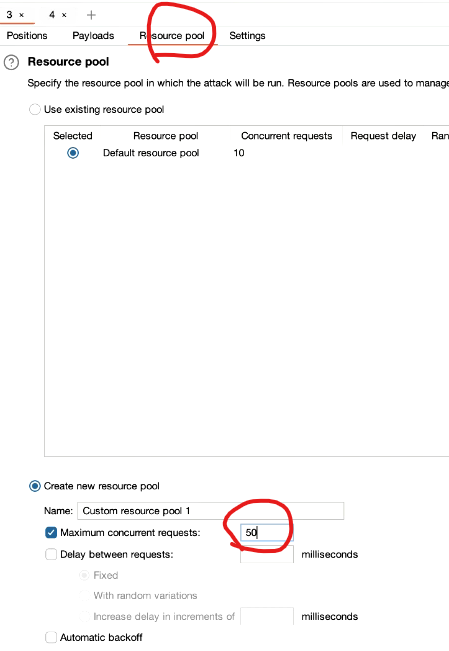 3 × 4 × +
Positions Payloads Resource pool Settings
? Resource pool
Specify the resource pool in which the attack will be run. Resource pools are used to manage
Use existing resource pool
Selected Resource pool Concurrent requests Request delay Ran
Default resource pool 10
Create new resource pool
Name: Custom resource pool 1
Maximum concurrent requests: 50
Delay between requests: milliseconds
Fixed
With random variations
Increase delay in increments of milliseconds
Automatic backoff